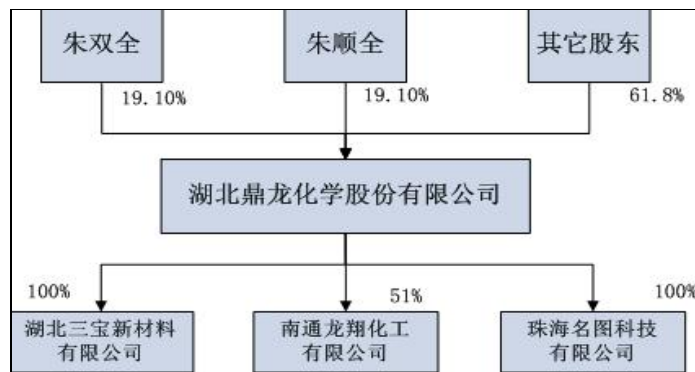 朱双全
朱顺全
其它股东
19.10%
19.10%
61.8%
湖北鼎龙化学股份有限公司
100%
51%
100%
湖北三宝新材料
有限公司
南通龙翔化工
有限公司
珠海名图科技
有限公司